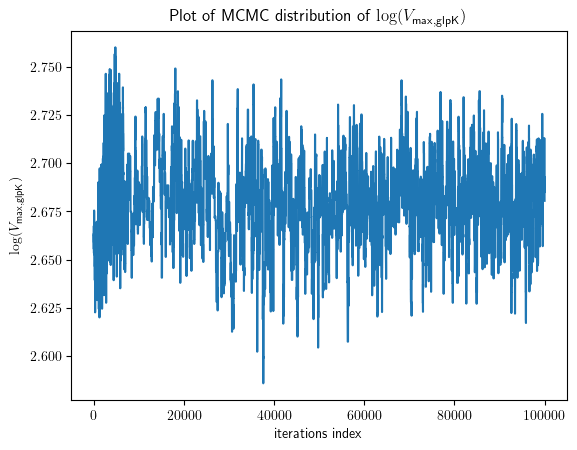 Plot of MCMC distribution of log(V_max,glpK)
2.750
2.725
2.700
2.675
2.650
2.625
2.600
log(V_max,glpK)
0 20000 40000 60000 80000 100000
iterations index